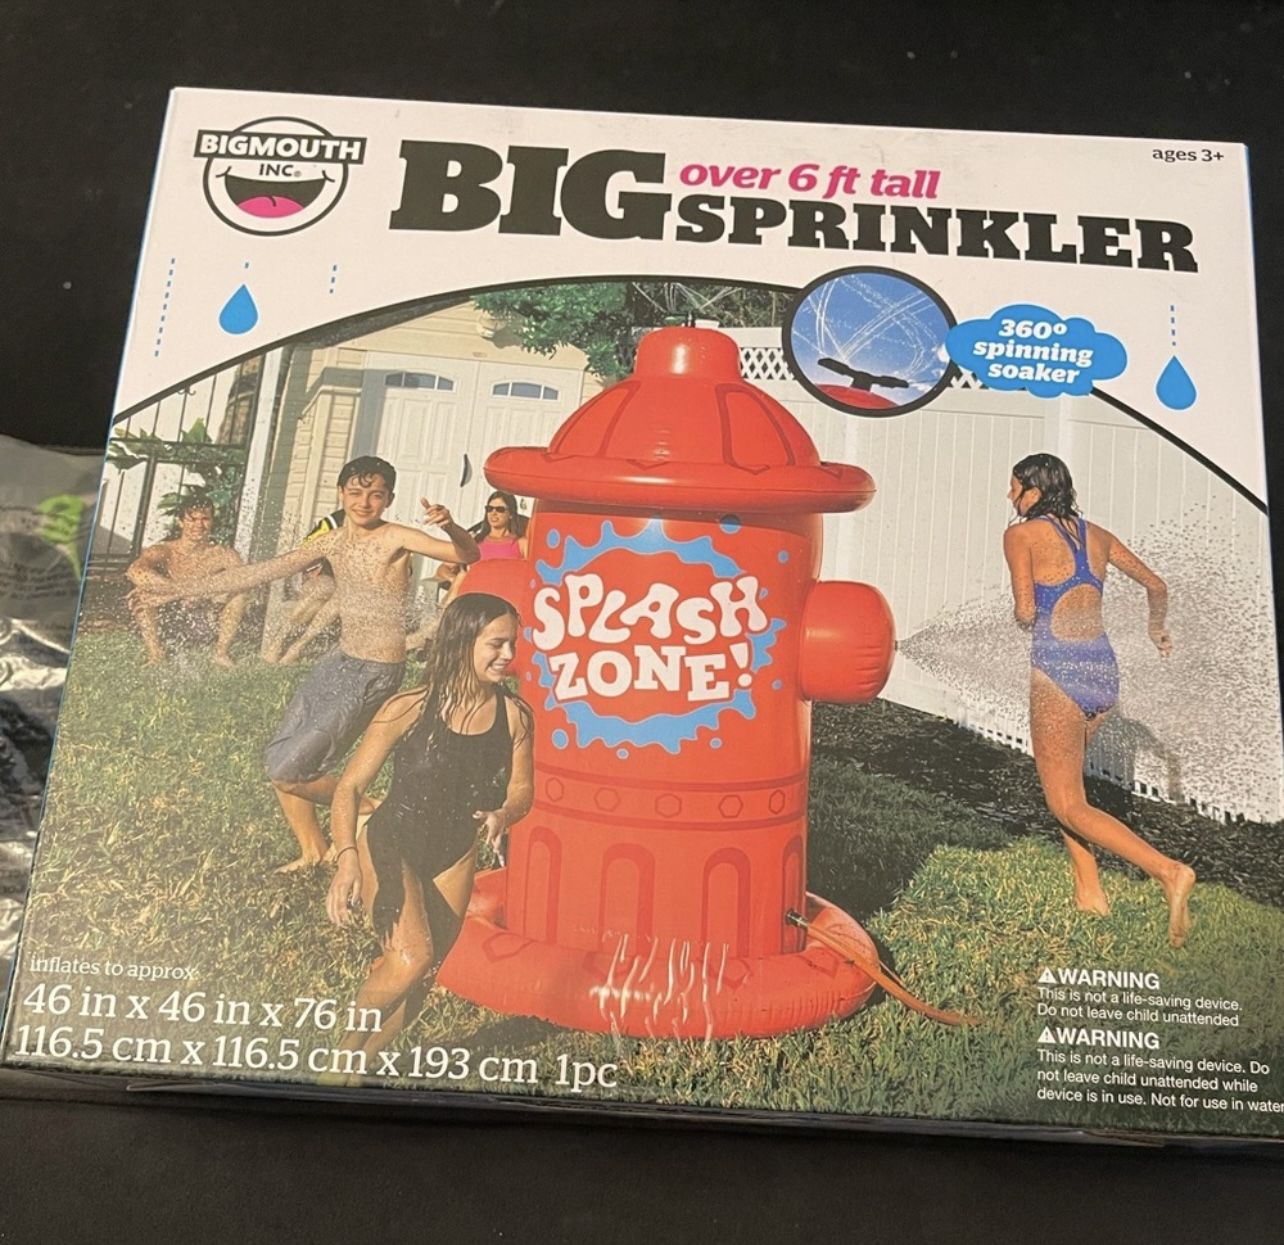 BIGMOUTH
INC®
BIG
over 6 ft tall
SPRINKLER
ages 3+
360º
spinning
soaker
SPLASH
ZONE!
inflates to approx.
46 in x 46 in x 76 in
116.5 cm x 116.5 cm x 193 cm 1pc
⚠WARNING
This is not a life-saving device.
Do not leave child unattended
⚠WARNING
This is not a life-saving device. Do
not leave child unattended while
device is in use. Not for use in water